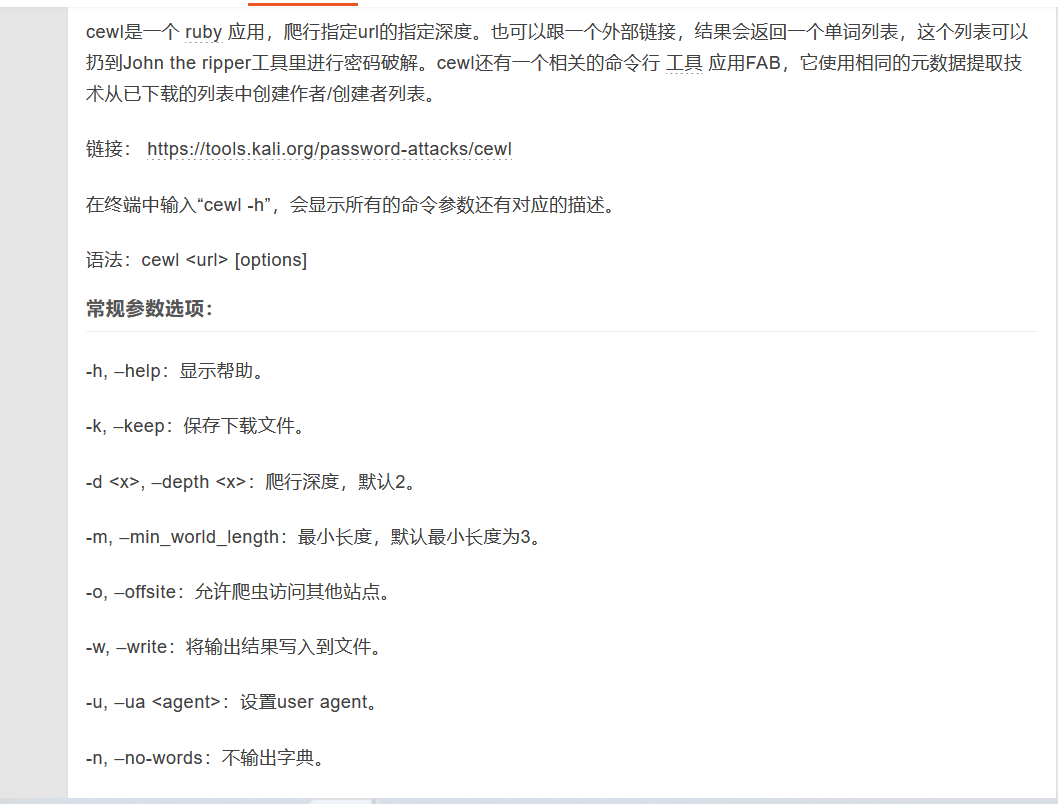 cewl是一个 ruby 应用，爬行指定url的指定深度。也可以跟一个外部链接，结果会返回一个单词列表，这个列表可以
扔到John the ripper工具里进行密码破解。cewl还有一个相关的命令行 工具 应用FAB，它使用相同的元数据提取技
术从已下载的列表中创建作者/创建者列表。
链接： https://tools.kali.org/password-attacks/cewl
在终端中输入“cewl -h”，会显示所有的命令参数还有对应的描述。
语法：cewl <url> [options]
常规参数选项：
-h, –help：显示帮助。
-k, –keep：保存下载文件。
-d <x>, –depth <x>：爬行深度，默认2。
-m, –min_world_length：最小长度，默认最小长度为3。
-o, –offsite：允许爬虫访问其他站点。
-w, –write：将输出结果写入到文件。
-u, –ua <agent>：设置user agent。
-n, –no-words：不输出字典。